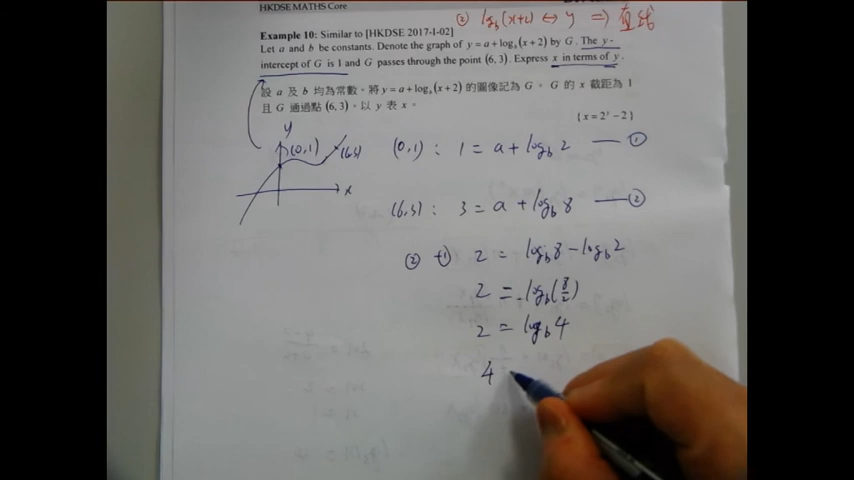 HKDSE MATHS Core
② log_b(x+2) ⇔ y ⇒ 直線
Example 10: Similar to [HKDSE 2017-I-02]
Let a and b be constants. Denote the graph of y = a + log_b(x + 2) by G. The y-
intercept of G is 1 and G passes through the point (6, 3). Express x in terms of y.
設 a 及 b 均為常數。將 y = a + log_b(x + 2) 的圖像記為 G。G 的 x 截距為 1
且 G 通過點 (6, 3)。以 y 表 x。
{x = 2^y − 2}
y
(0,1)
(6,3)
x
(0,1) : 1 = a + log_b 2 —— ①
(6,3) : 3 = a + log_b 8 —— ②
② - ① 2 = log_b 8 − log_b 2
2 = log_b(8/2)
2 = log_b 4
4